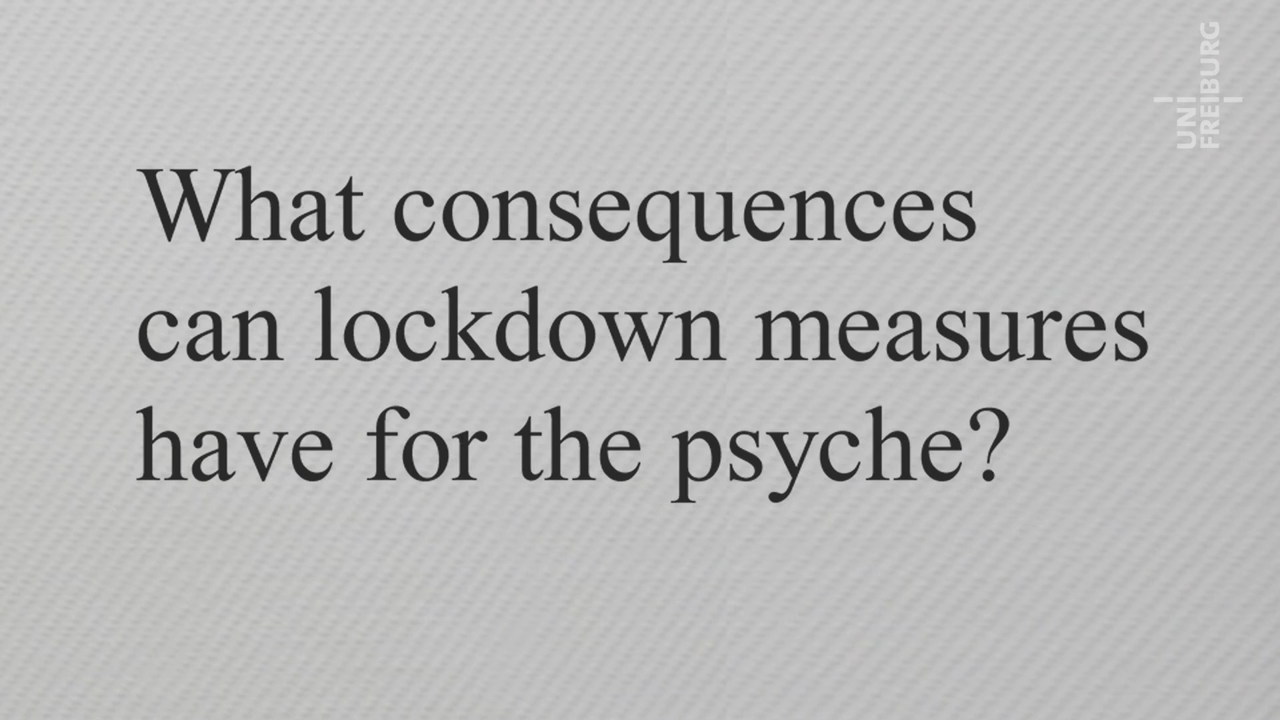 What consequences
can lockdown measures
have for the psyche?
UNI
FREIBURG